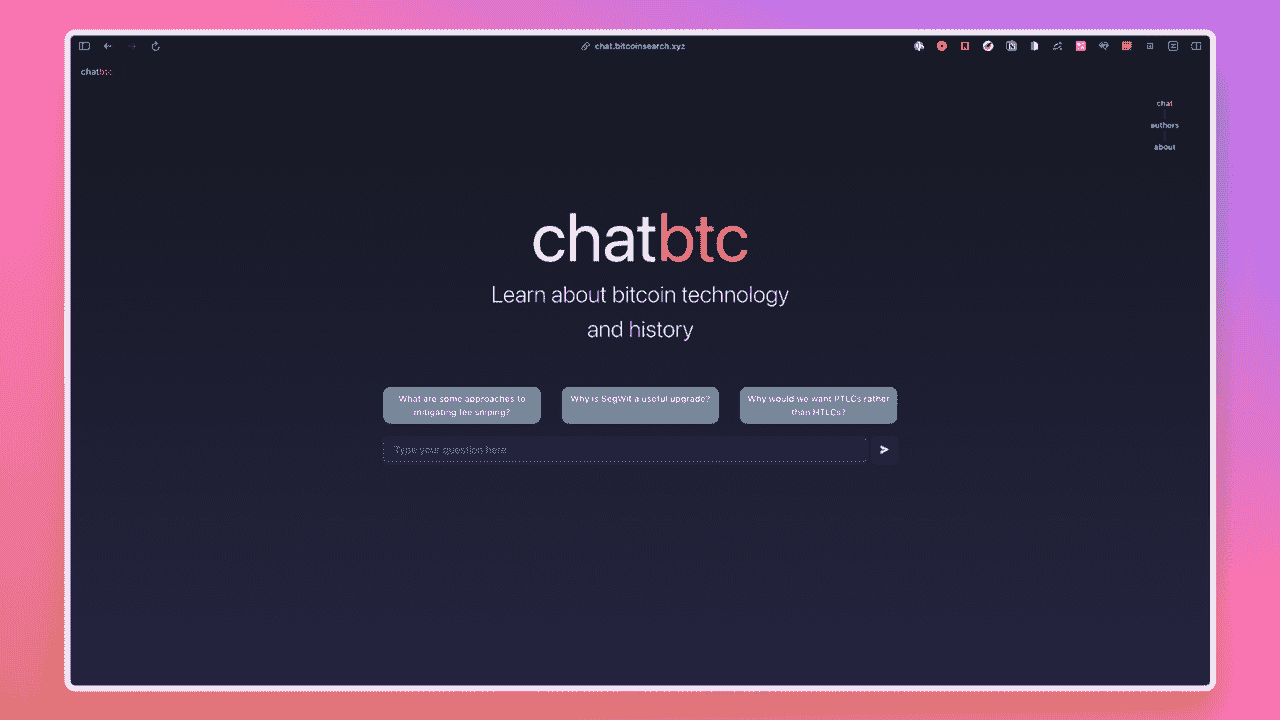 chat.bitcoinsearch.xyz
chatbtc
chat
authors
about
chatbtc
Learn about bitcoin technology
and history
What are some approaches to
mitigating fee sniping?
Why is SegWit a useful upgrade?
Why would we want PTLCs rather
than HTLCs?
Type your question here